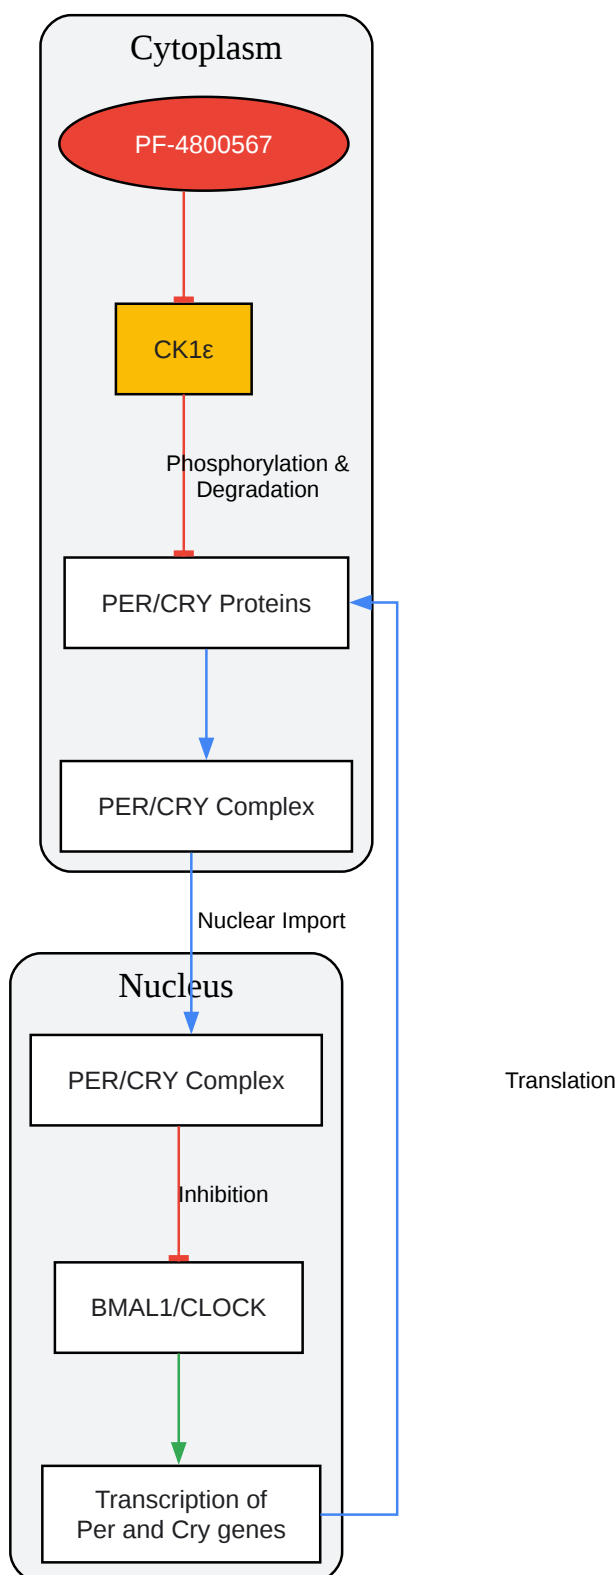 Cytoplasm
PF-4800567
CK1ε
Phosphorylation &
Degradation
PER/CRY Proteins
PER/CRY Complex
Nuclear Import
Nucleus
PER/CRY Complex
Translation
Inhibition
BMAL1/CLOCK
Transcription of
Per and Cry genes